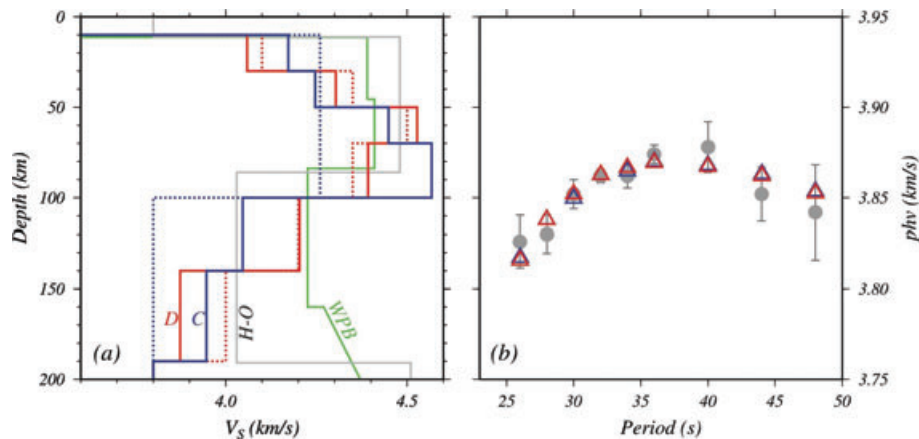 0
50
100
150
200
Depth (km)
D
C
H-O
WPB
(a)
4.0
4.5
V_S (km/s)
3.95
3.90
3.85
3.80
3.75
phv (km/s)
(b)
25
30
35
40
45
50
Period (s)